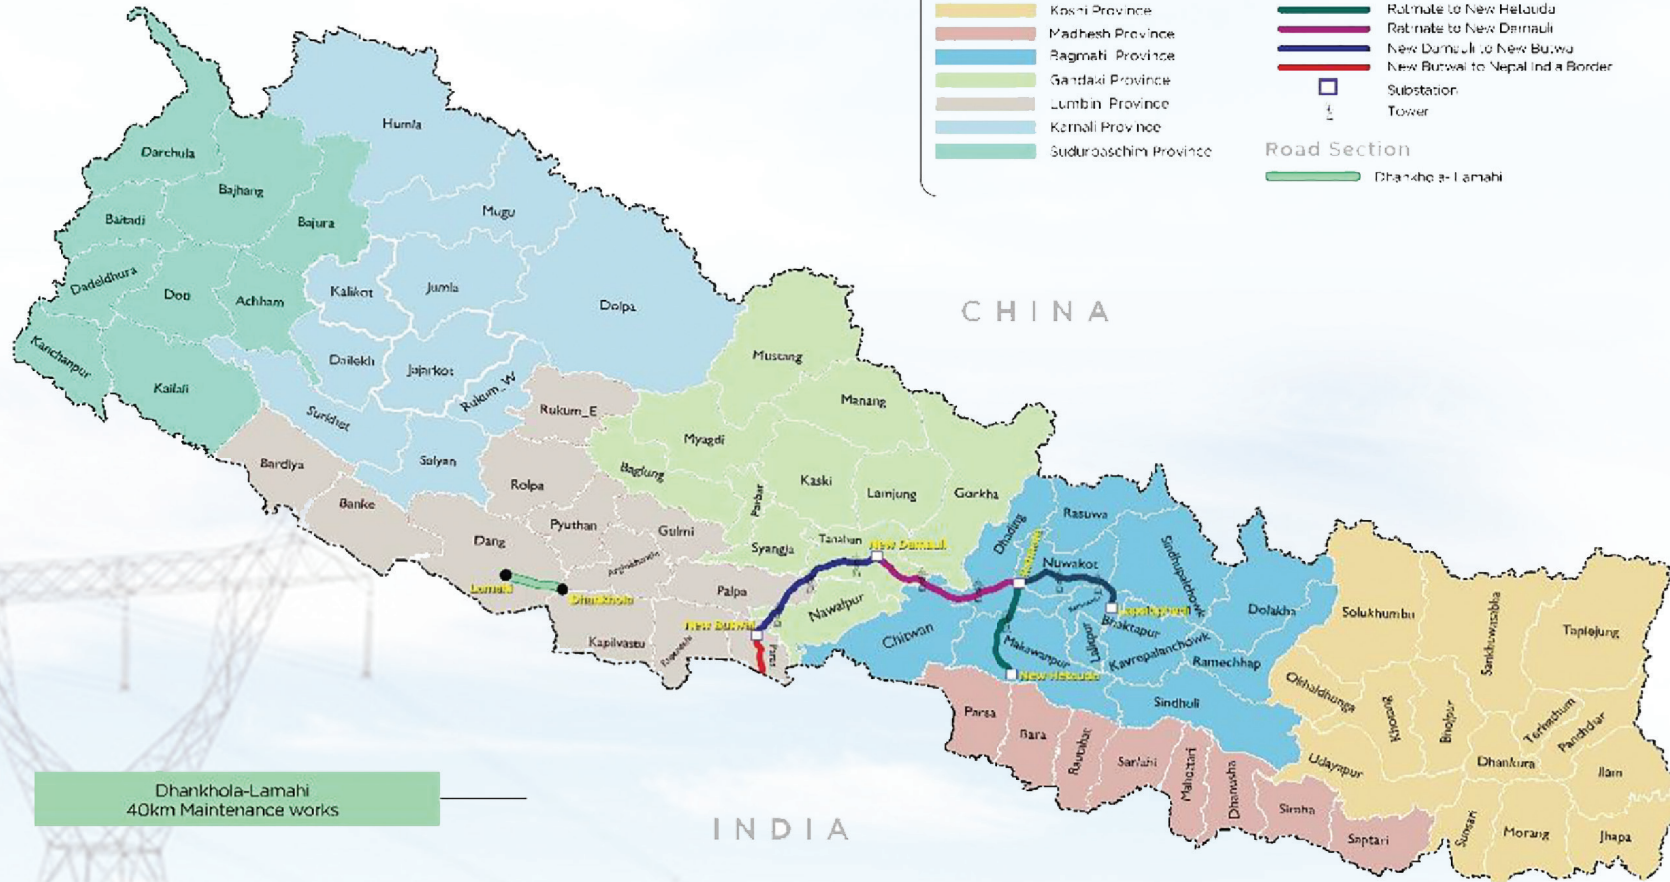 Koshi Province
Madhesh Province
Bagmati Province
Gandaki Province
Lumbini Province
Karnali Province
Sudurpaschim Province
Ratmate to New Hetauda
Ratmate to New Damauli
New Damauli to New Butwal
New Butwal to Nepal India Border
Substation
Tower
Road Section
Dhankhola-Lamahi
Humla
Darchula
Bajhang
Baitadi
Bajura
Mugu
Dadeldhura
Doti
Achham
Kalikot
Jumla
Dolpa
CHINA
Kanchanpur
Kailali
Dailekh
Jajarkot
Rukum_W
Mustang
Surkhet
Rukum_E
Manang
Myagdi
Bardiya
Salyan
Baglung
Kaski
Lamjung
Gorkha
Banke
Rolpa
Parbat
Rasuwa
Pyuthan
Gulmi
Dang
Syangja
Tanahun
New Damauli
Dhading
Nuwakot
Sindhupalchowk
Lamahi
Dhankhola
Palpa
Nawalpur
Lapsiphedi
Dolakha
Solukhumbu
Sankhuwasabha
Taplejung
New Butwal
Kapilvastu
Parasi
Chitwan
Makawanpur
Lalitpur
Bhaktapur
Kavrepalanchowk
Ramechhap
New Hetauda
Okhaldhunga
Khotang
Bhojpur
Terhathum
Panchthar
Sindhuli
Parsa
Bara
Rautahat
Sarlahi
Mahottari
Dhanusha
Siraha
Saptari
Udayapur
Dhankuta
Ilam
Sunsari
Morang
Jhapa
Dhankhola-Lamahi
40km Maintenance works
INDIA